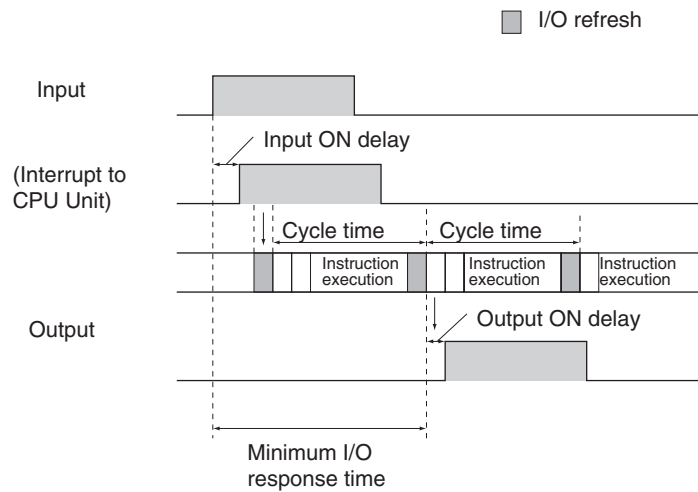 I/O refresh
Input
Input ON delay
(Interrupt to
CPU Unit)
Cycle time
Cycle time
Instruction
execution
Instruction
execution
Instruction
execution
Output
Output ON delay
Minimum I/O
response time